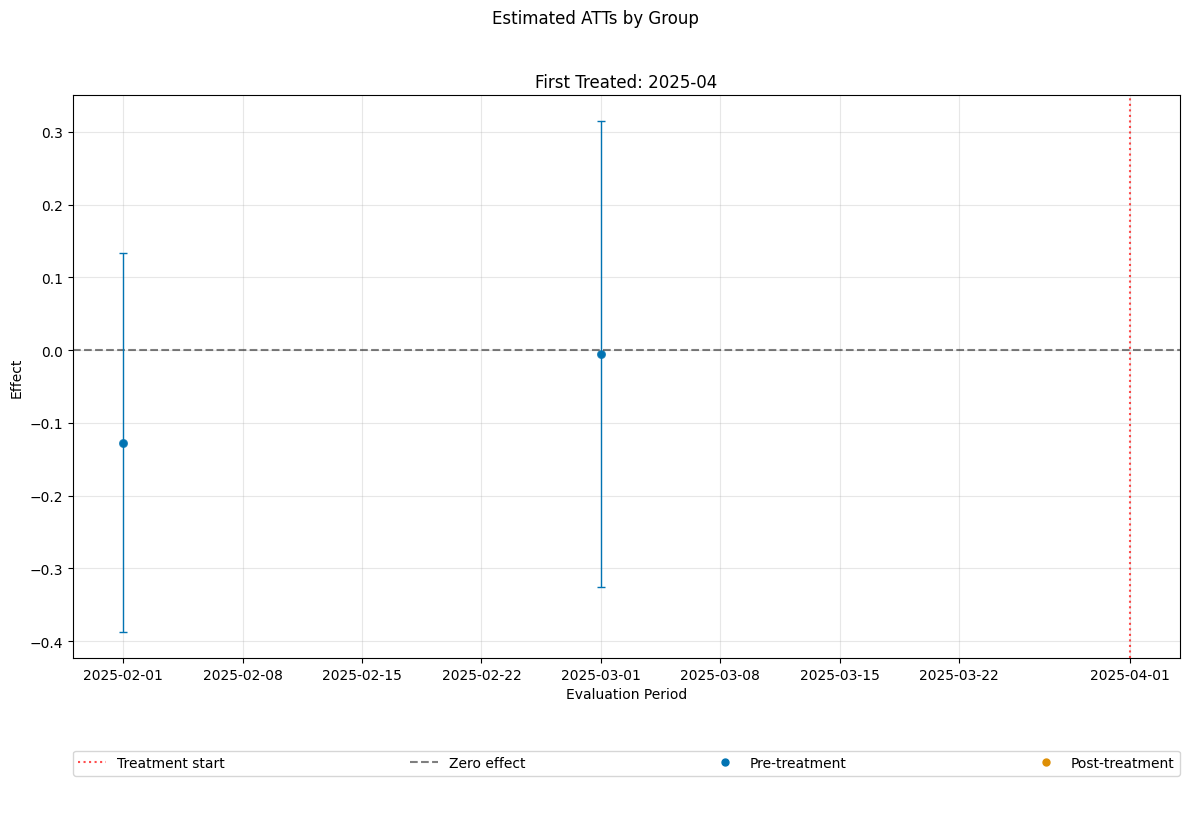 Estimated ATTs by Group
First Treated: 2025-04
Effect
0.3
0.2
0.1
0.0
−0.1
−0.2
−0.3
−0.4
2025-02-01 2025-02-08 2025-02-15 2025-02-22 2025-03-01 2025-03-08 2025-03-15 2025-03-22 2025-04-01
Evaluation Period
Treatment start Zero effect Pre-treatment Post-treatment